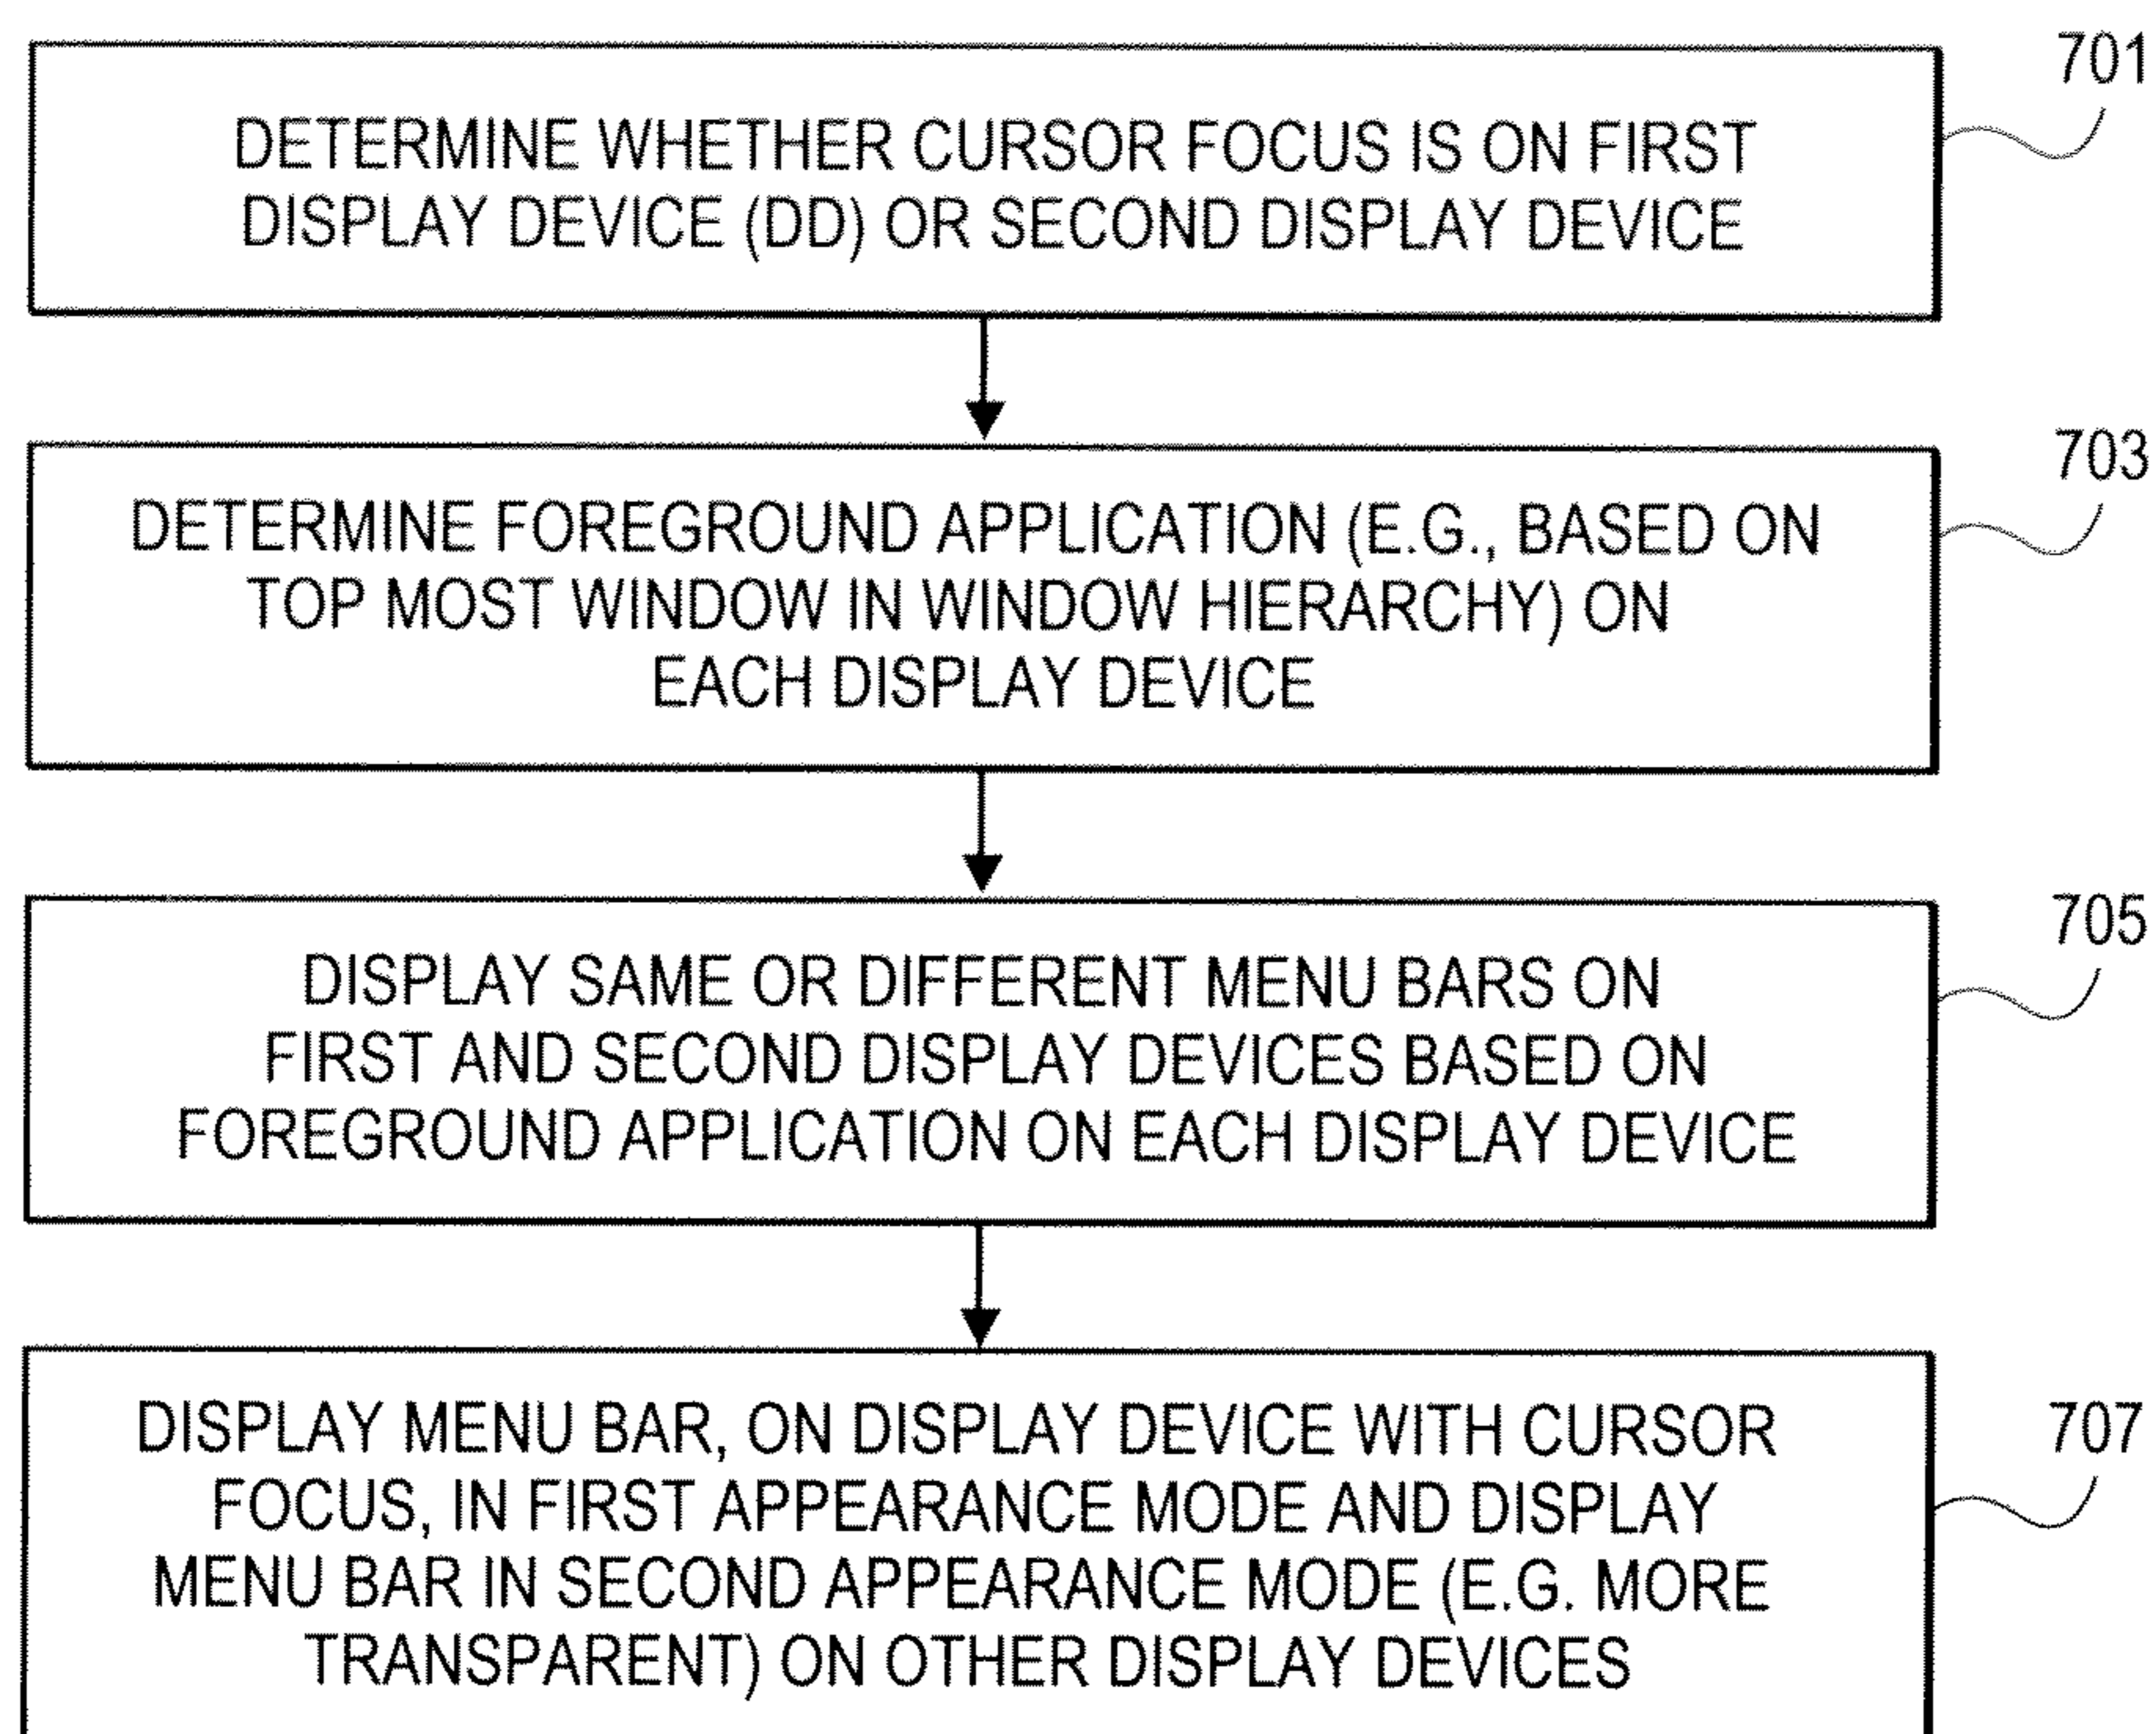 701
DETERMINE WHETHER CURSOR FOCUS IS ON FIRST
DISPLAY DEVICE (DD) OR SECOND DISPLAY DEVICE
703
DETERMINE FOREGROUND APPLICATION (E.G., BASED ON
TOP MOST WINDOW IN WINDOW HIERARCHY) ON
EACH DISPLAY DEVICE
705
DISPLAY SAME OR DIFFERENT MENU BARS ON
FIRST AND SECOND DISPLAY DEVICES BASED ON
FOREGROUND APPLICATION ON EACH DISPLAY DEVICE
707
DISPLAY MENU BAR, ON DISPLAY DEVICE WITH CURSOR
FOCUS, IN FIRST APPEARANCE MODE AND DISPLAY
MENU BAR IN SECOND APPEARANCE MODE (E.G. MORE
TRANSPARENT) ON OTHER DISPLAY DEVICES